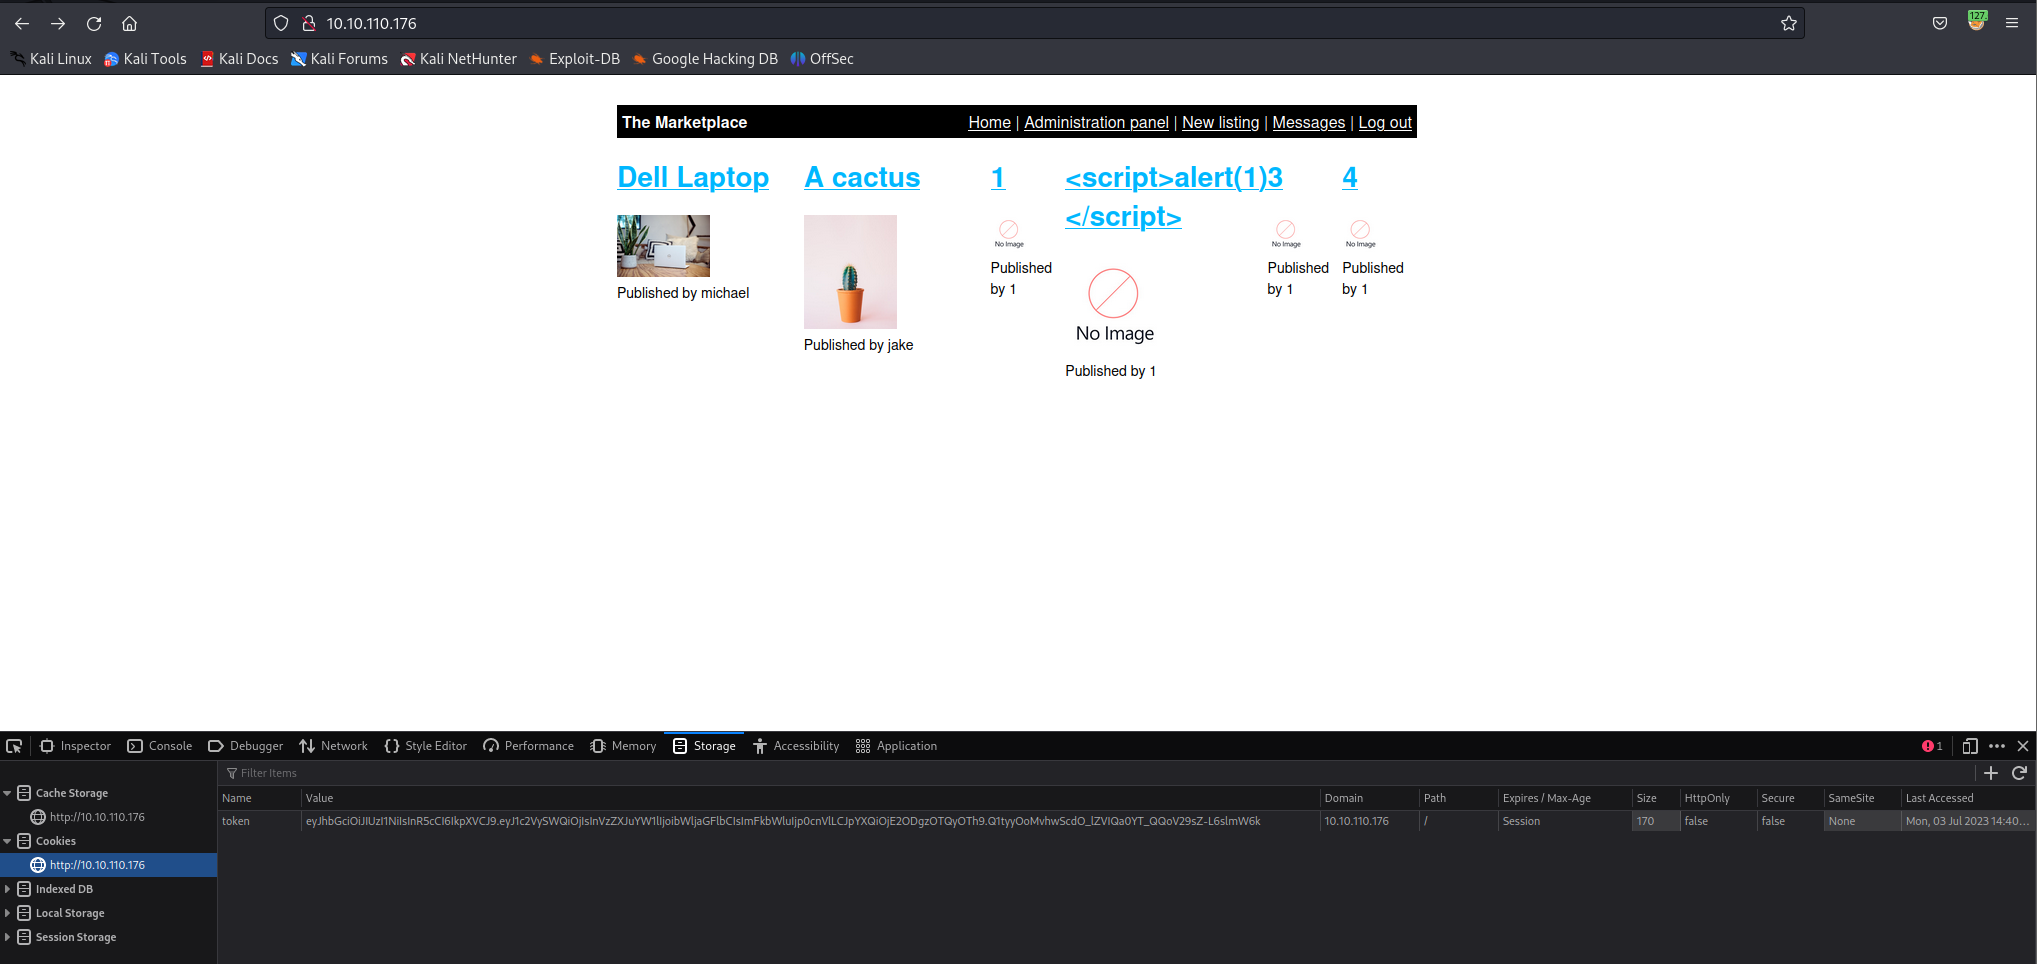 10.10.110.176
127.
Kali Linux Kali Tools Kali Docs Kali Forums Kali NetHunter Exploit-DB Google Hacking DB OffSec
The Marketplace Home | Administration panel | New listing | Messages | Log out
Dell Laptop
Published by michael
A cactus
Published by jake
1
No Image
Published
by 1
<script>alert(1)
</script>
No Image
Published by 1
3
No Image
Published
by 1
4
No Image
Published
by 1
Inspector Console Debugger Network Style Editor Performance Memory Storage Accessibility Application 1
Cache Storage
http://10.10.110.176
Cookies
http://10.10.110.176
Indexed DB
Local Storage
Session Storage
Filter Items
Name Value Domain Path Expires / Max-Age Size HttpOnly Secure SameSite Last Accessed
token 10.10.110.176 / Session 170 false false None Mon, 03 Jul 2023 14:40...